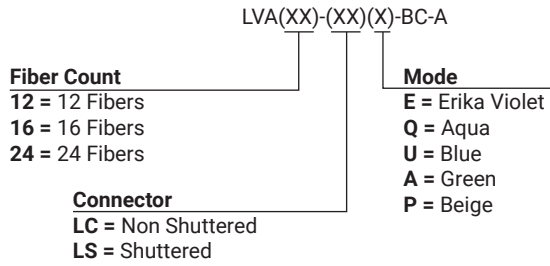 LVA(XX)-(XX)(X)-BC-A
Fiber Count
12 = 12 Fibers
16 = 16 Fibers
24 = 24 Fibers
Mode
E = Erika Violet
Q = Aqua
U = Blue
A = Green
P = Beige
Connector
LC = Non Shuttered
LS = Shuttered